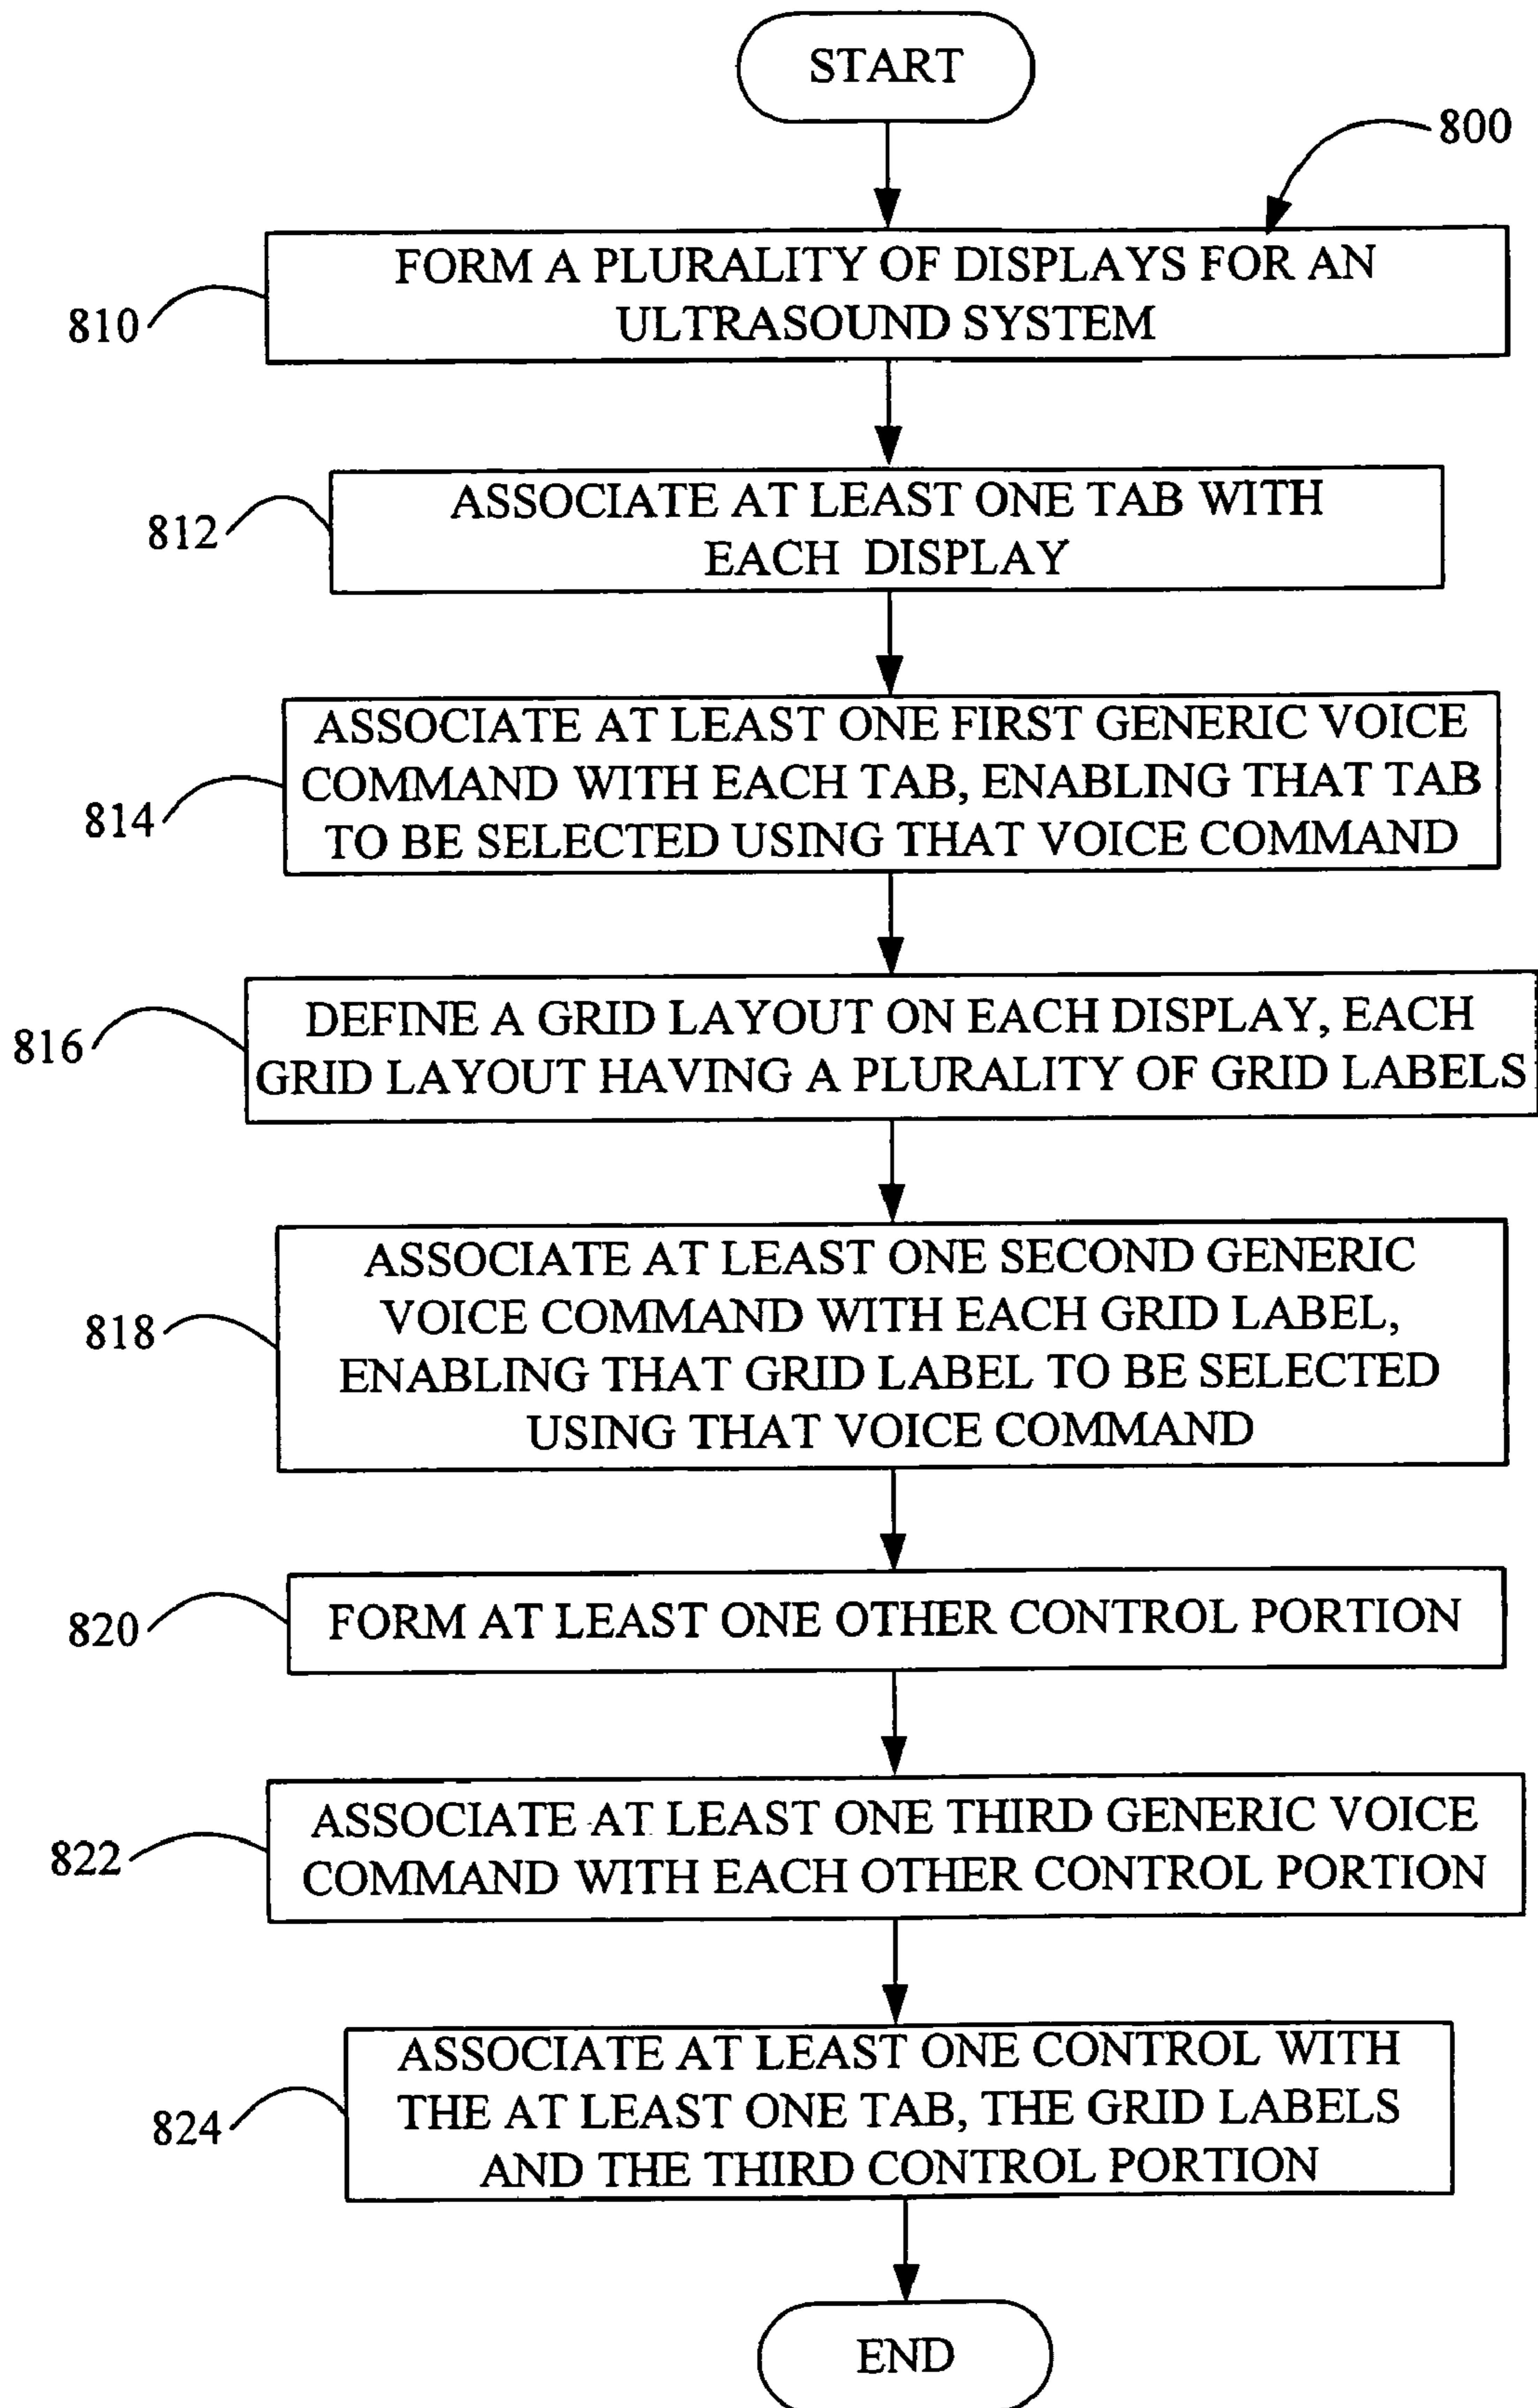 START
800
FORM A PLURALITY OF DISPLAYS FOR AN
ULTRASOUND SYSTEM
810
ASSOCIATE AT LEAST ONE TAB WITH
EACH DISPLAY
812
ASSOCIATE AT LEAST ONE FIRST GENERIC VOICE
COMMAND WITH EACH TAB, ENABLING THAT TAB
TO BE SELECTED USING THAT VOICE COMMAND
814
DEFINE A GRID LAYOUT ON EACH DISPLAY, EACH
GRID LAYOUT HAVING A PLURALITY OF GRID LABELS
816
ASSOCIATE AT LEAST ONE SECOND GENERIC
VOICE COMMAND WITH EACH GRID LABEL,
ENABLING THAT GRID LABEL TO BE SELECTED
USING THAT VOICE COMMAND
818
FORM AT LEAST ONE OTHER CONTROL PORTION
820
ASSOCIATE AT LEAST ONE THIRD GENERIC VOICE
COMMAND WITH EACH OTHER CONTROL PORTION
822
ASSOCIATE AT LEAST ONE CONTROL WITH
THE AT LEAST ONE TAB, THE GRID LABELS
AND THE THIRD CONTROL PORTION
824
END